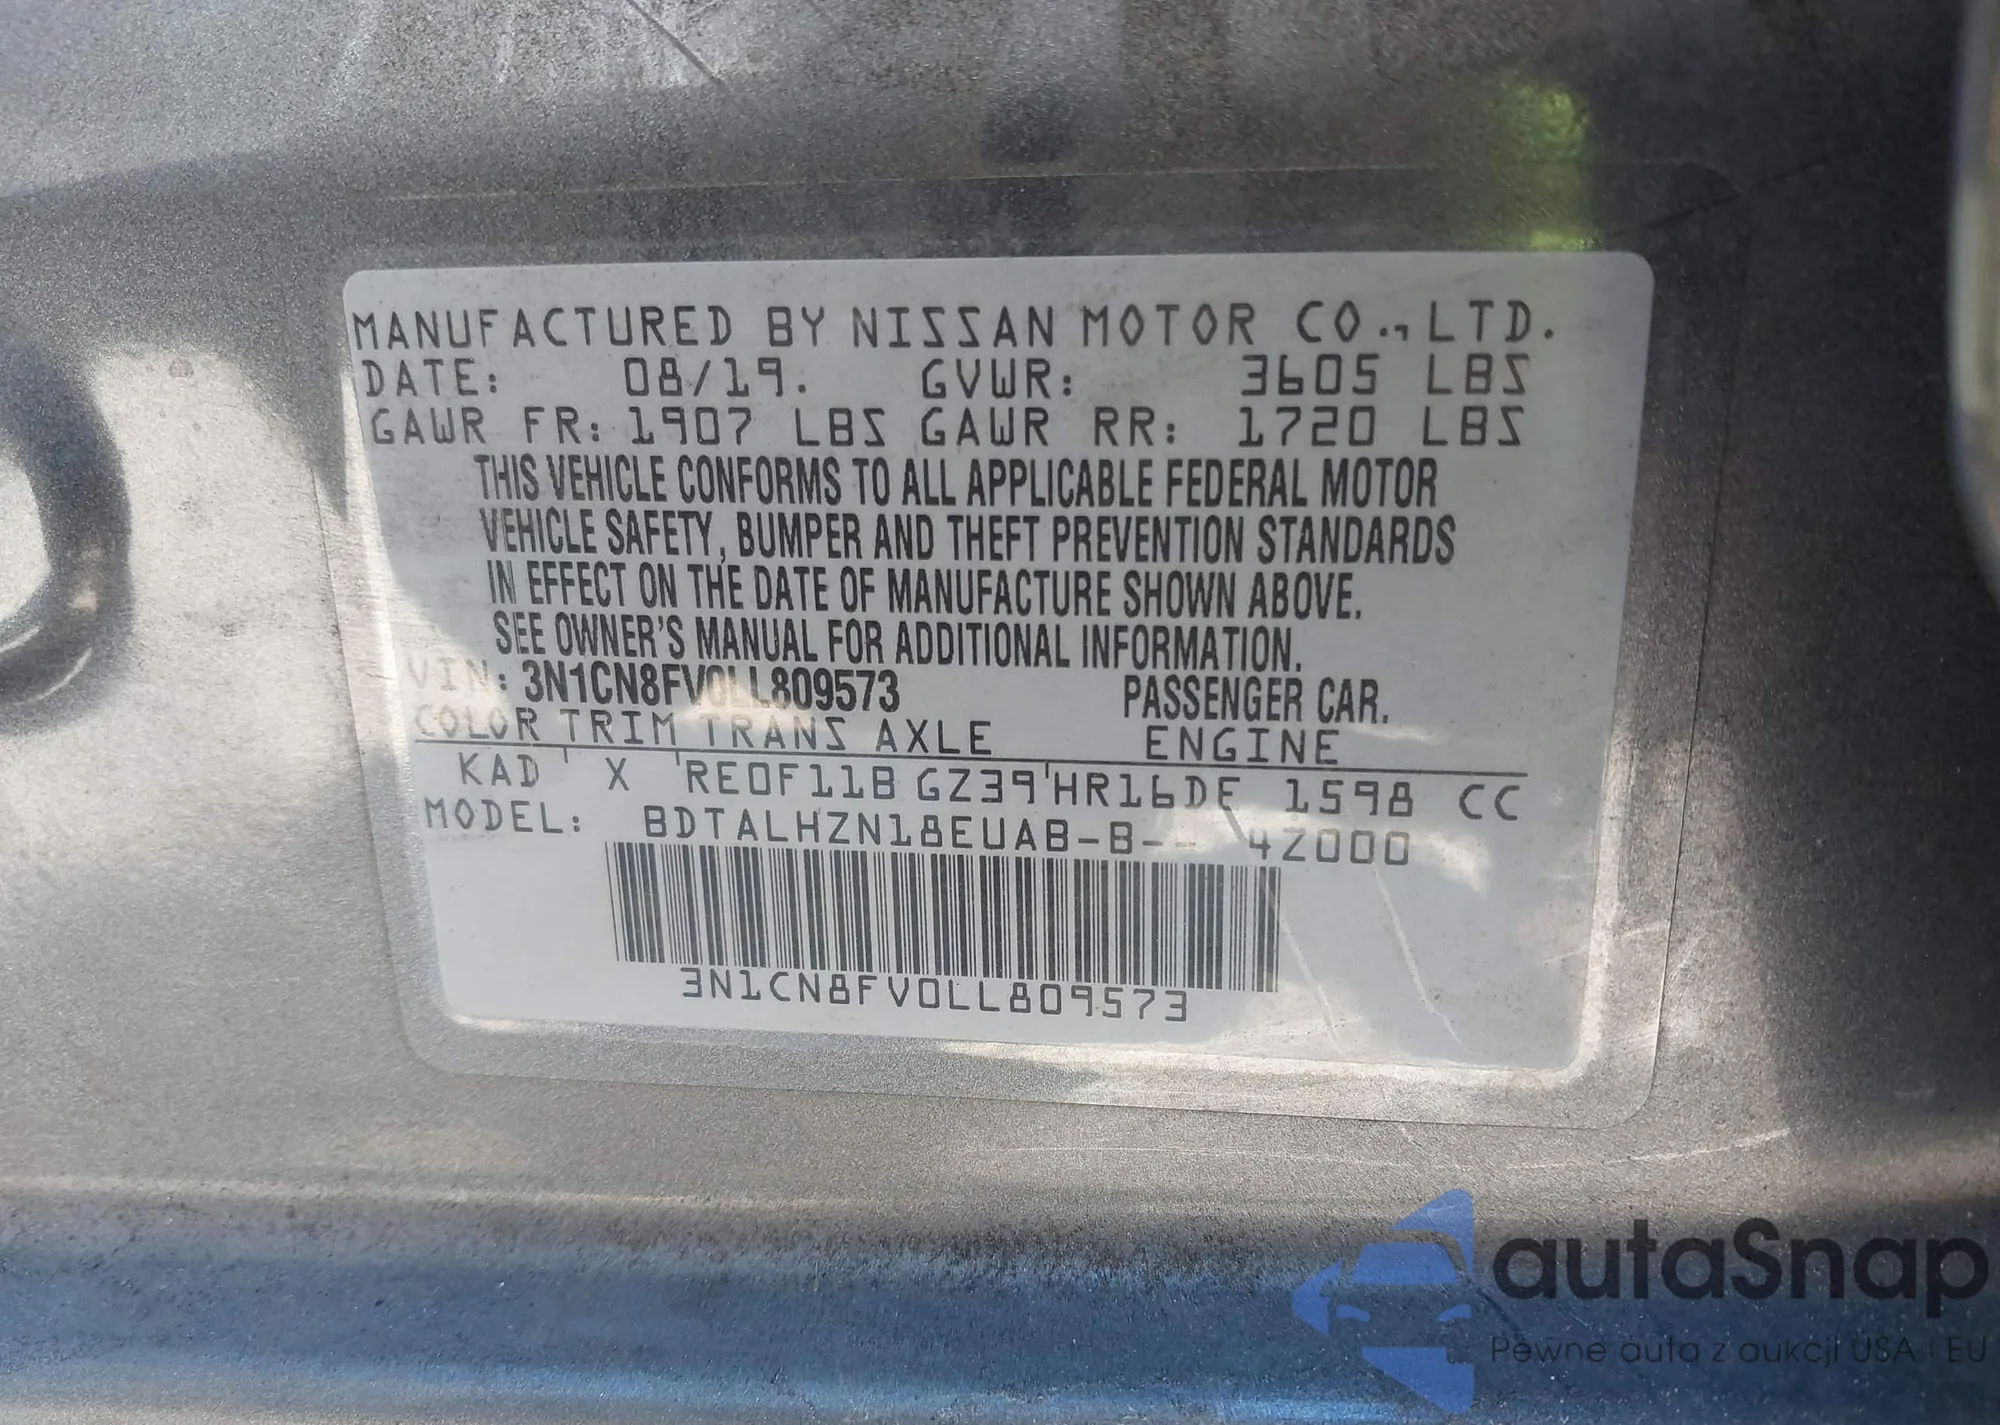 MANUFACTURED BY NISSAN MOTOR CO., LTD.
DATE: 08/19. GVWR: 3605 LBS
GAWR FR: 1907 LBS GAWR RR: 1720 LBS
THIS VEHICLE CONFORMS TO ALL APPLICABLE FEDERAL MOTOR
VEHICLE SAFETY, BUMPER AND THEFT PREVENTION STANDARDS
IN EFFECT ON THE DATE OF MANUFACTURE SHOWN ABOVE.
SEE OWNER'S MANUAL FOR ADDITIONAL INFORMATION.
VIN: 3N1CN8FV0LL809573 PASSENGER CAR.
COLOR TRIM TRANS AXLE ENGINE
KAD X RE0F11B GZ39 HR16DE 1598 CC
MODEL: BDTALHZN18EUAB-B-- 4Z000
3N1CN8FV0LL809573
autaSnap
Pewne auta z aukcji USA i EU